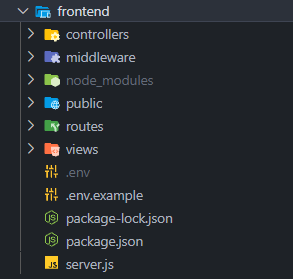 frontend
controllers
middleware
node_modules
public
routes
views
.env
.env.example
package-lock.json
package.json
server.js